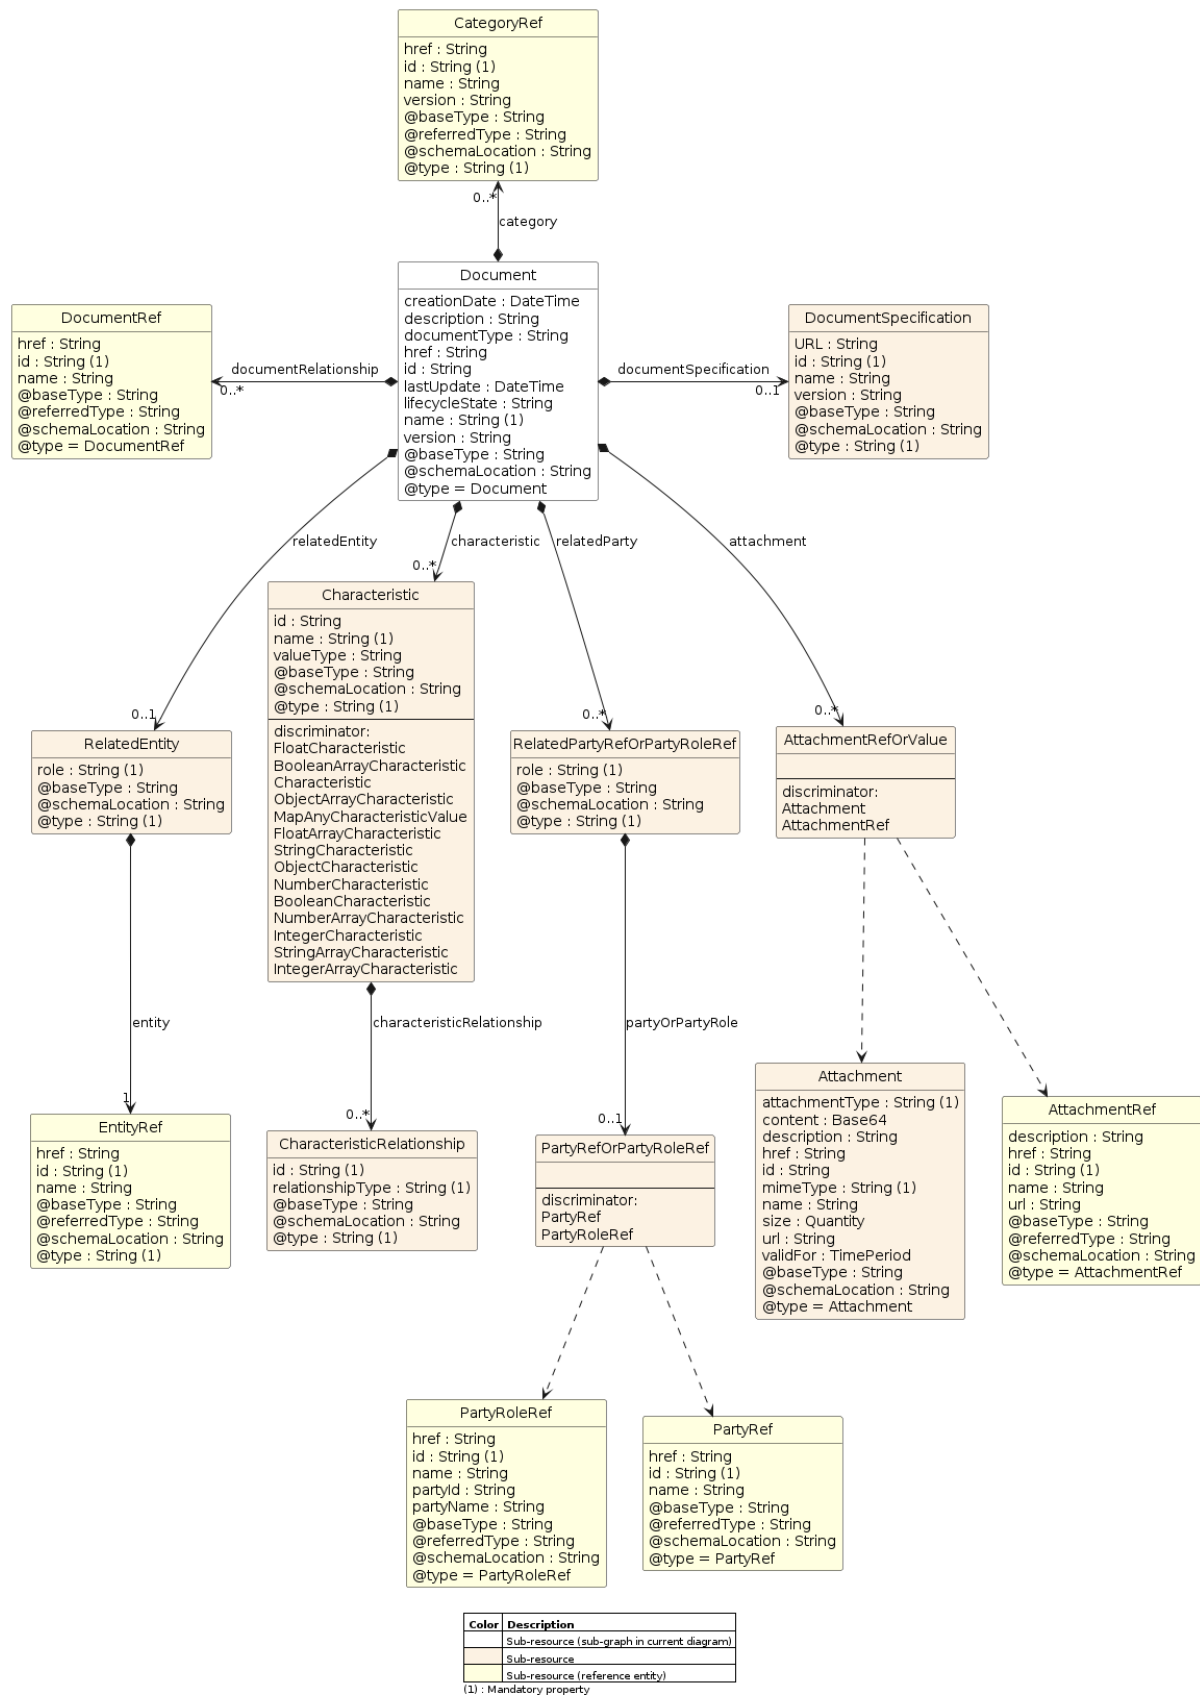 CategoryRef
href : String
id : String (1)
name : String
version : String
@baseType : String
@referredType : String
@schemaLocation : String
@type : String (1)
0..*
category
Document
creationDate : DateTime
description : String
documentType : String
href : String
id : String
lastUpdate : DateTime
lifecycleState : String
name : String (1)
version : String
@baseType : String
@schemaLocation : String
@type = Document
DocumentRef
href : String
id : String (1)
name : String
@baseType : String
@referredType : String
@schemaLocation : String
@type = DocumentRef
documentRelationship
0..*
documentSpecification
0..1
DocumentSpecification
URL : String
id : String (1)
name : String
version : String
@baseType : String
@schemaLocation : String
@type : String (1)
relatedEntity
0..1
characteristic
0..*
relatedParty
0..*
attachment
0..*
RelatedEntity
role : String (1)
@baseType : String
@schemaLocation : String
@type : String (1)
Characteristic
id : String
name : String (1)
valueType : String
@baseType : String
@schemaLocation : String
@type : String (1)
discriminator:
FloatCharacteristic
BooleanArrayCharacteristic
Characteristic
ObjectArrayCharacteristic
MapAnyCharacteristicValue
FloatArrayCharacteristic
StringCharacteristic
ObjectCharacteristic
NumberCharacteristic
BooleanCharacteristic
NumberArrayCharacteristic
IntegerCharacteristic
StringArrayCharacteristic
IntegerArrayCharacteristic
RelatedPartyRefOrPartyRoleRef
role : String (1)
@baseType : String
@schemaLocation : String
@type : String (1)
AttachmentRefOrValue
discriminator:
Attachment
AttachmentRef
entity
1
characteristicRelationship
0..*
partyOrPartyRole
0..1
EntityRef
href : String
id : String (1)
name : String
@baseType : String
@referredType : String
@schemaLocation : String
@type : String (1)
CharacteristicRelationship
id : String (1)
relationshipType : String (1)
@baseType : String
@schemaLocation : String
@type : String (1)
PartyRefOrPartyRoleRef
discriminator:
PartyRef
PartyRoleRef
Attachment
attachmentType : String (1)
content : Base64
description : String
href : String
id : String
mimeType : String (1)
name : String
size : Quantity
url : String
validFor : TimePeriod
@baseType : String
@schemaLocation : String
@type = Attachment
AttachmentRef
description : String
href : String
id : String (1)
name : String
url : String
@baseType : String
@referredType : String
@schemaLocation : String
@type = AttachmentRef
PartyRoleRef
href : String
id : String (1)
name : String
partyId : String
partyName : String
@baseType : String
@referredType : String
@schemaLocation : String
@type = PartyRoleRef
PartyRef
href : String
id : String (1)
name : String
@baseType : String
@referredType : String
@schemaLocation : String
@type = PartyRef
Color Description
Sub-resource (sub-graph in current diagram)
Sub-resource
Sub-resource (reference entity)
(1) : Mandatory property